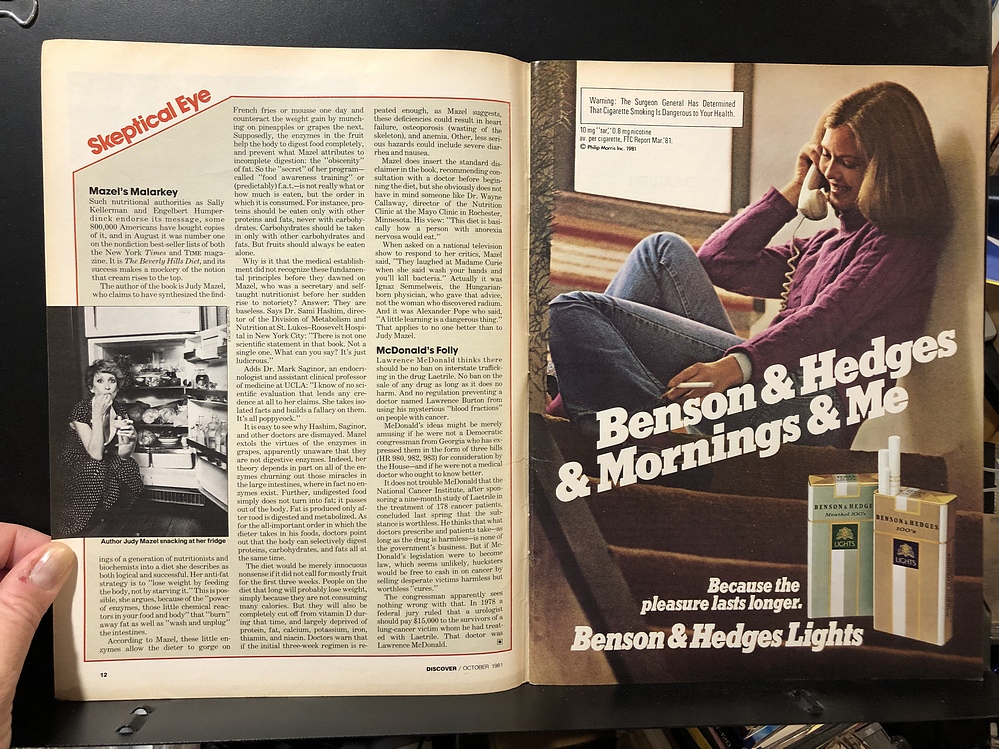 Skeptical Eye
Mazel's Malarkey
Such nutritional authorities as Sally
Kellerman and Engelbert Humper-
dinck endorse its message, some
800,000 Americans have bought copies
of it, and in August it was number one
on the nonfiction best-seller lists of both
the New York Times and TIME maga-
zine. It is The Beverly Hills Diet, and its
success makes a mockery of the notion
that cream rises to the top.
The author of the book is Judy Mazel,
who claims to have synthesized the find-
Author Judy Mazel snacking at her fridge
ings of a generation of nutritionists and
biochemists into a diet she describes as
both logical and successful. Her anti-fat
strategy is to "lose weight by feeding
the body, not by starving it." This is pos-
sible, she argues, because of the "power
of enzymes, those little chemical reac-
tors in your food and body" that "burn"
away fat as well as "wash and unplug"
the intestines.
According to Mazel, these little en-
zymes allow the dieter to gorge on
French fries or mousse one day and
counteract the weight gain by munch-
ing on pineapples or grapes the next.
Supposedly, the enzymes in the fruit
help the body to digest food completely,
and prevent what Mazel attributes to
incomplete digestion: the "obscenity"
of fat. So the "secret" of her program—
called "food awareness training" or
(predictably) f.a.t.—is not really what or
how much is eaten, but the order in
which it is consumed. For instance, pro-
teins should be eaten only with other
proteins and fats, never with carbohy-
drates. Carbohydrates should be taken
in only with other carbohydrates and
fats. But fruits should always be eaten
alone.
Why is it that the medical establish-
ment did not recognize these fundamen-
tal principles before they dawned on
Mazel, who was a secretary and self-
taught nutritionist before her sudden
rise to notoriety? Answer: They are
baseless. Says Dr. Sami Hashim, direc-
tor of the Division of Metabolism and
Nutrition at St. Lukes–Roosevelt Hospi-
tal in New York City: "There is not one
scientific statement in that book. Not a
single one. What can you say? It's just
ludicrous."
Adds Dr. Mark Saginor, an endocri-
nologist and assistant clinical professor
of medicine at UCLA: "I know of no sci-
entific evaluation that lends any cre-
dence at all to her claims. She takes iso-
lated facts and builds a fallacy on them.
It's all poppycock."
It is easy to see why Hashim, Saginor,
and other doctors are dismayed. Mazel
extols the virtues of the enzymes in
grapes, apparently unaware that they
are not digestive enzymes. Indeed, her
theory depends in part on all of the en-
zymes churning out those miracles in
the large intestines, where in fact no en-
zymes exist. Further, undigested food
simply does not turn into fat; it passes
out of the body. Fat is produced only af-
ter food is digested and metabolized. As
for the all-important order in which the
dieter takes in his foods, doctors point
out that the body can selectively digest
proteins, carbohydrates, and fats all at
the same time.
The diet would be merely innocuous
nonsense if it did not call for mostly fruit
for the first three weeks. People on the
diet that long will probably lose weight,
simply because they are not consuming
many calories. But they will also be
completely cut off from vitamin D dur-
ing that time, and largely deprived of
protein, fat, calcium, potassium, iron,
thiamin, and niacin. Doctors warn that
if the initial three-week regimen is re-
peated enough, as Mazel suggests,
these deficiencies could result in heart
failure, osteoporosis (wasting of the
skeleton), and anemia. Other, less seri-
ous hazards could include severe diar-
rhea and nausea.
Mazel does insert the standard dis-
claimer in the book, recommending con-
sultation with a doctor before begin-
ning the diet, but she obviously does not
have in mind someone like Dr. Wayne
Callaway, director of the Nutrition
Clinic at the Mayo Clinic in Rochester,
Minnesota. His view: "This diet is basi-
cally how a person with anorexia
nervosa would eat."
When asked on a national television
show to respond to her critics, Mazel
said, "They laughed at Madame Curie
when she said wash your hands and
you'll kill bacteria." Actually it was
Ignaz Semmelweis, the Hungarian-
born physician, who gave that advice,
not the woman who discovered radium.
And it was Alexander Pope who said,
"A little learning is a dangerous thing."
That applies to no one better than to
Judy Mazel.
McDonald's Folly
Lawrence McDonald thinks there
should be no ban on interstate traffick-
ing in the drug Laetrile. No ban on the
sale of any drug as long as it does no
harm. And no regulation preventing a
doctor named Lawrence Burton from
using his mysterious "blood fractions"
on people with cancer.
McDonald's ideas might be merely
amusing if he were not a Democratic
congressman from Georgia who has ex-
pressed them in the form of three bills
(HR 980, 982, 983) for consideration by
the House—and if he were not a medical
doctor who ought to know better.
It does not trouble McDonald that the
National Cancer Institute, after spon-
soring a nine-month study of Laetrile in
the treatment of 178 cancer patients,
concluded last spring that the sub-
stance is worthless. He thinks that what
doctors prescribe and patients take—as
long as the drug is harmless—is none of
the government's business. But if Mc-
Donald's legislation were to become
law, which seems unlikely, hucksters
would be free to cash in on cancer by
selling desperate victims harmless but
worthless "cures."
The congressman apparently sees
nothing wrong with that. In 1978 a
federal jury ruled that a urologist
should pay $15,000 to the survivors of a
lung-cancer victim whom he had treat-
ed with Laetrile. That doctor was
Lawrence McDonald.
12
DISCOVER / OCTOBER 1981
Warning: The Surgeon General Has Determined
That Cigarette Smoking Is Dangerous to Your Health.
10 mg "tar," 0.8 mg nicotine
av. per cigarette, FTC Report Mar.'81.
© Philip Morris Inc. 1981
Benson & Hedges
& Mornings & Me
BENSON & HEDGES
Menthol 100's
LIGHTS
BENSON & HEDGES
100's
LIGHTS
Because the
pleasure lasts longer.
Benson & Hedges Lights